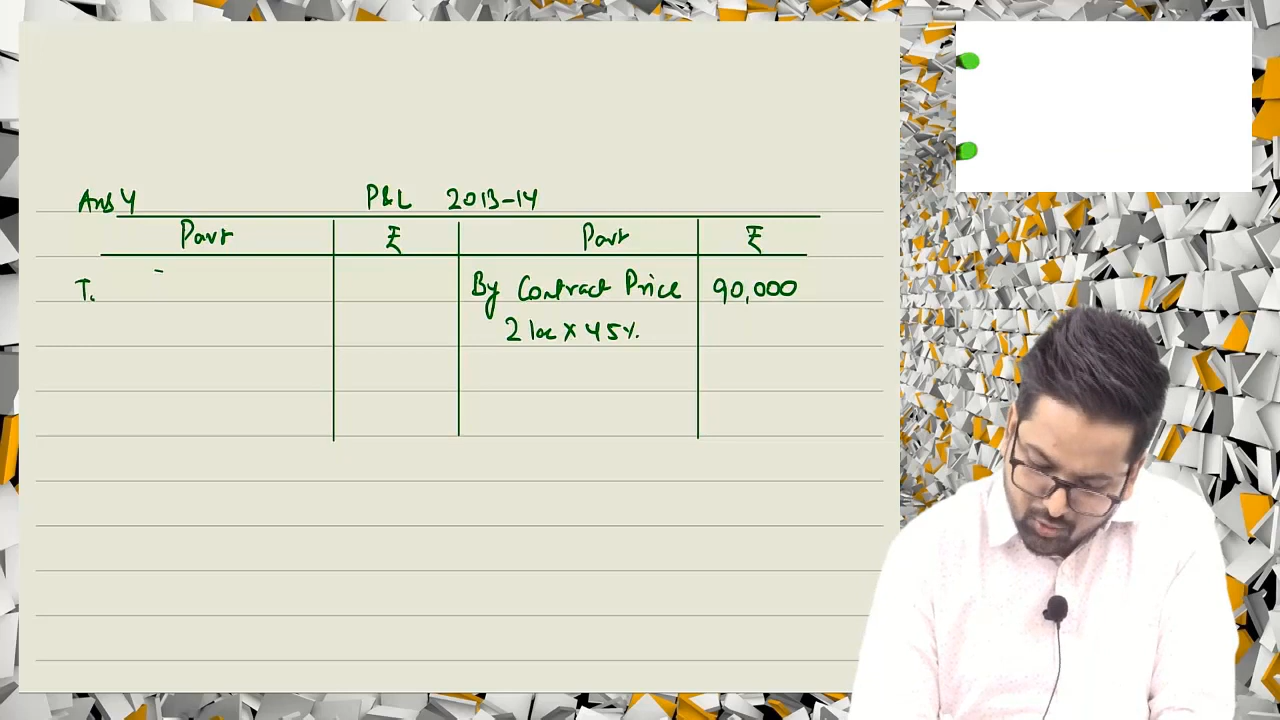 Ans 4 P&L 2013-14
Part ₹ Part ₹
T. By Contract Price 90,000
2 lac x 45%.